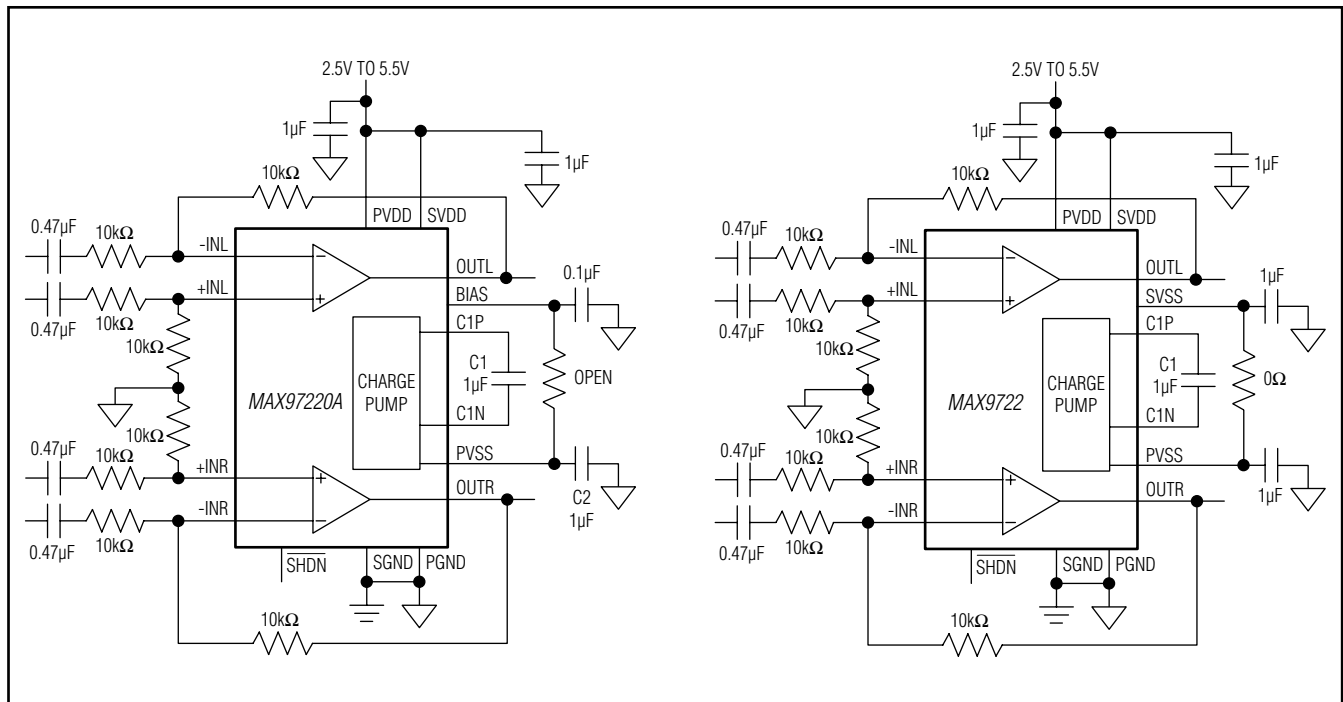 2.5V TO 5.5V
1µF
1µF
10kΩ
PVDD
SVDD
0.47µF
10kΩ
-INL
−
OUTL
0.1µF
BIAS
+INL
+
0.47µF
10kΩ
10kΩ
C1P
C1
1µF
OPEN
CHARGE
PUMP
MAX97220A
C1N
10kΩ
0.47µF
10kΩ
+INR
+
PVSS
OUTR
C2
1µF
-INR
−
0.47µF
10kΩ
SHDN
SGND
PGND
10kΩ
2.5V TO 5.5V
1µF
1µF
10kΩ
PVDD
SVDD
0.47µF
10kΩ
-INL
−
OUTL
1µF
SVSS
+INL
+
0.47µF
10kΩ
10kΩ
C1P
C1
1µF
0Ω
CHARGE
PUMP
MAX9722
C1N
10kΩ
0.47µF
10kΩ
+INR
+
PVSS
OUTR
1µF
-INR
−
0.47µF
10kΩ
SHDN
SGND
PGND
10kΩ